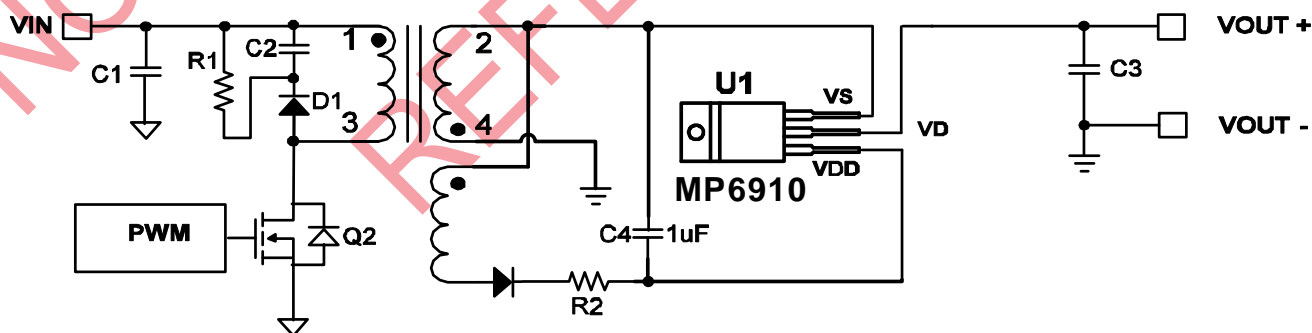 VIN
C1
R1
C2
D1
1
3
2
4
U1
VS
VD
VDD
MP6910
C3
VOUT +
VOUT -
PWM
Q2
C4
1uF
R2